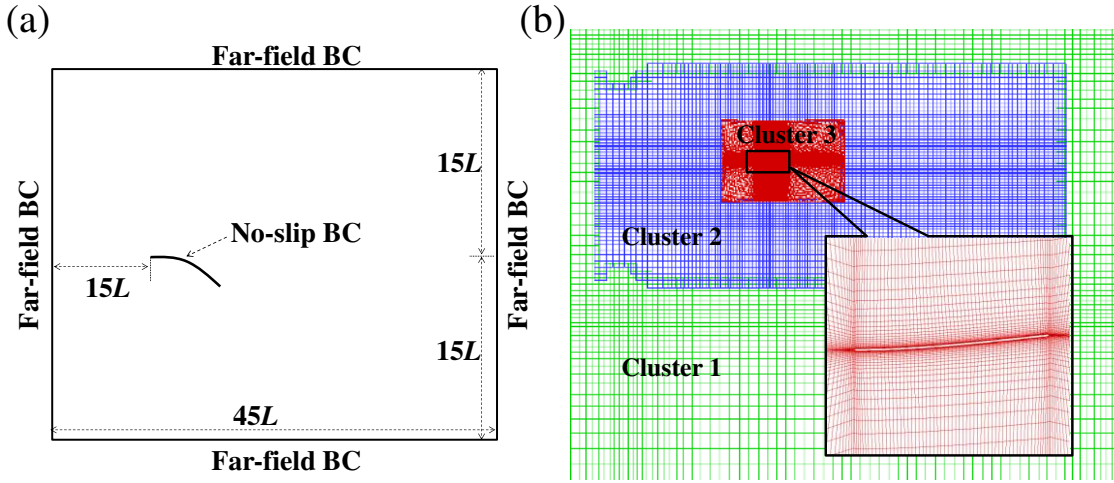 (a)
Far-field BC
15L
No-slip BC
Far-field BC
15L
Far-field BC
15L
45L
Far-field BC
(b)
Cluster 3
Cluster 2
Cluster 1